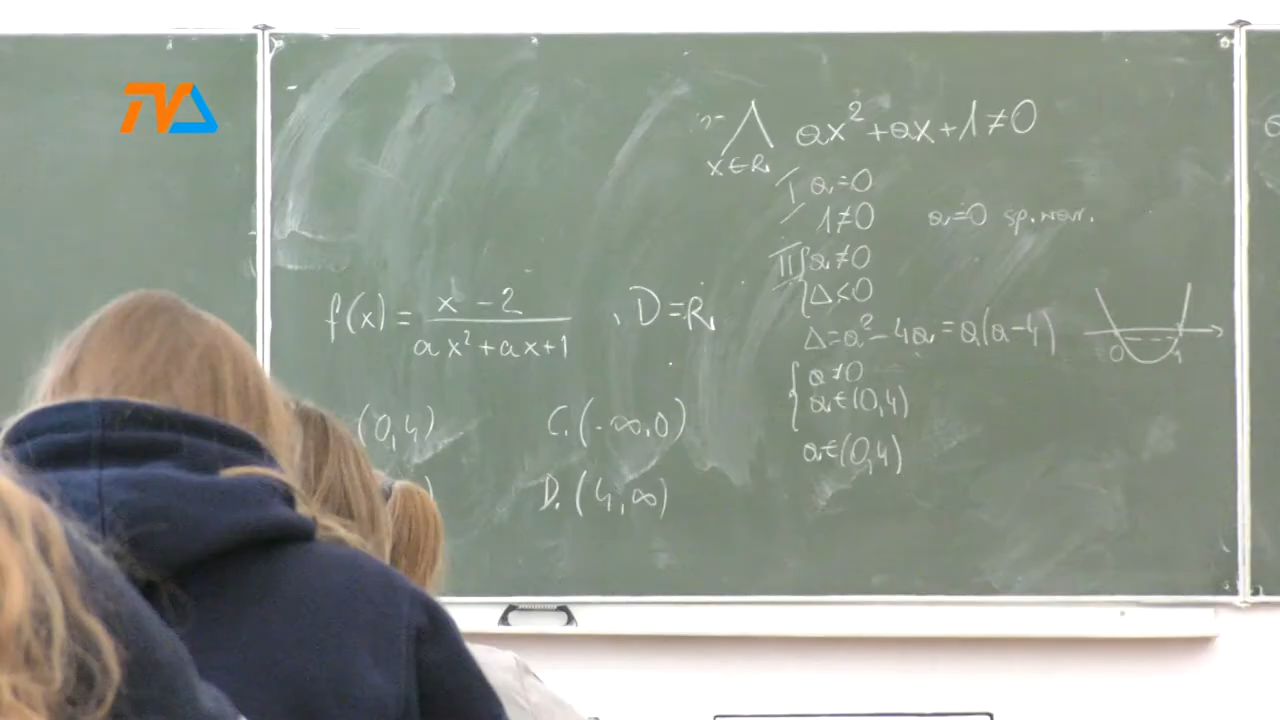 TVA
⋀ ax²+ax+1≠0
x∈R
I a=0
1≠0 a=0 sp. war.
II { a≠0
Δ<0
Δ=a²-4a=a(a-4)
0 4
{ a≠0
a∈(0,4)
a∈(0,4)
f(x) = x-2 / ax²+ax+1 , D=R
(0,4) C. (-∞,0)
) D. (4,∞)